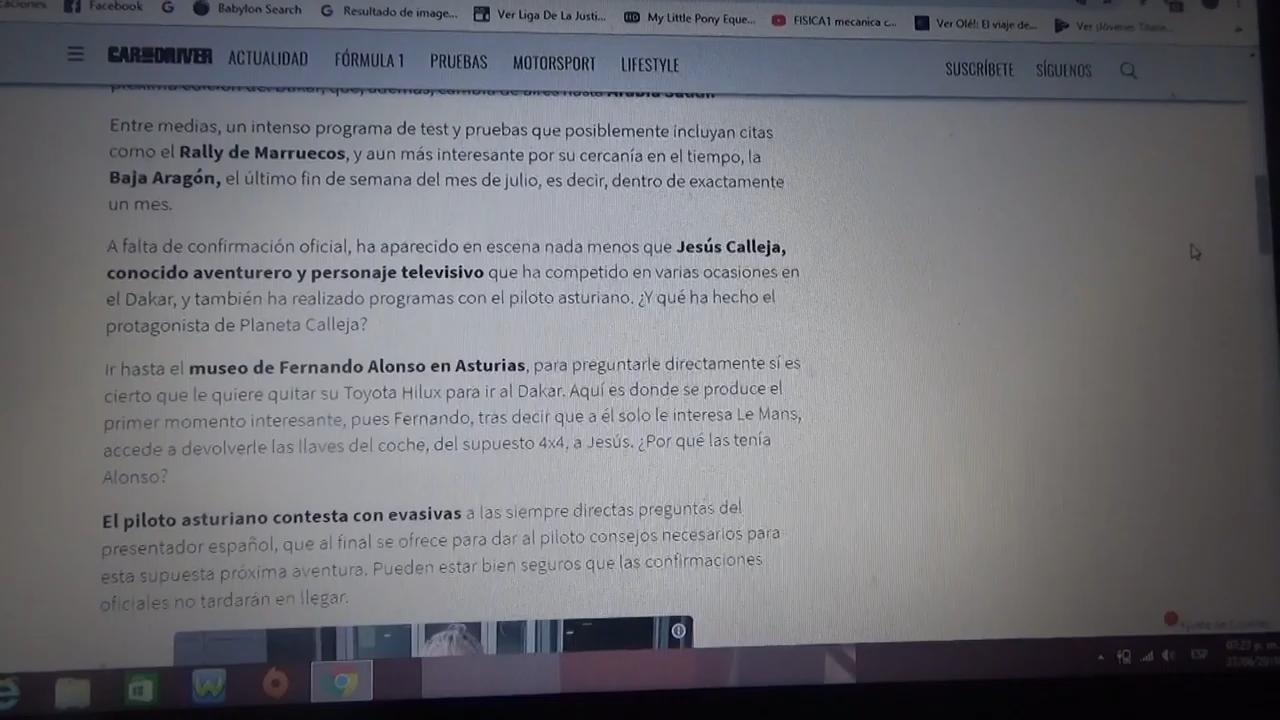 Facebook
Babylon Search
Resultado de image...
Ver Liga De La Justi...
My Little Pony Eque...
FISICA1 mecanica c...
Ver Olé!: El viaje de...
CAR AND DRIVER
ACTUALIDAD
FÓRMULA 1
PRUEBAS
MOTORSPORT
LIFESTYLE
SUSCRÍBETE
SÍGUENOS
Entre medias, un intenso programa de test y pruebas que posiblemente incluyan citas
como el Rally de Marruecos, y aun más interesante por su cercanía en el tiempo, la
Baja Aragón, el último fin de semana del mes de julio, es decir, dentro de exactamente
un mes.
A falta de confirmación oficial, ha aparecido en escena nada menos que Jesús Calleja,
conocido aventurero y personaje televisivo que ha competido en varias ocasiones en
el Dakar, y también ha realizado programas con el piloto asturiano. ¿Y qué ha hecho el
protagonista de Planeta Calleja?
Ir hasta el museo de Fernando Alonso en Asturias, para preguntarle directamente sí es
cierto que le quiere quitar su Toyota Hilux para ir al Dakar. Aquí es donde se produce el
primer momento interesante, pues Fernando, tras decir que a él solo le interesa Le Mans,
accede a devolverle las llaves del coche, del supuesto 4x4, a Jesús. ¿Por qué las tenía
Alonso?
El piloto asturiano contesta con evasivas a las siempre directas preguntas del
presentador español, que al final se ofrece para dar al piloto consejos necesarios para
esta supuesta próxima aventura. Pueden estar bien seguros que las confirmaciones
oficiales no tardarán en llegar.
ESP